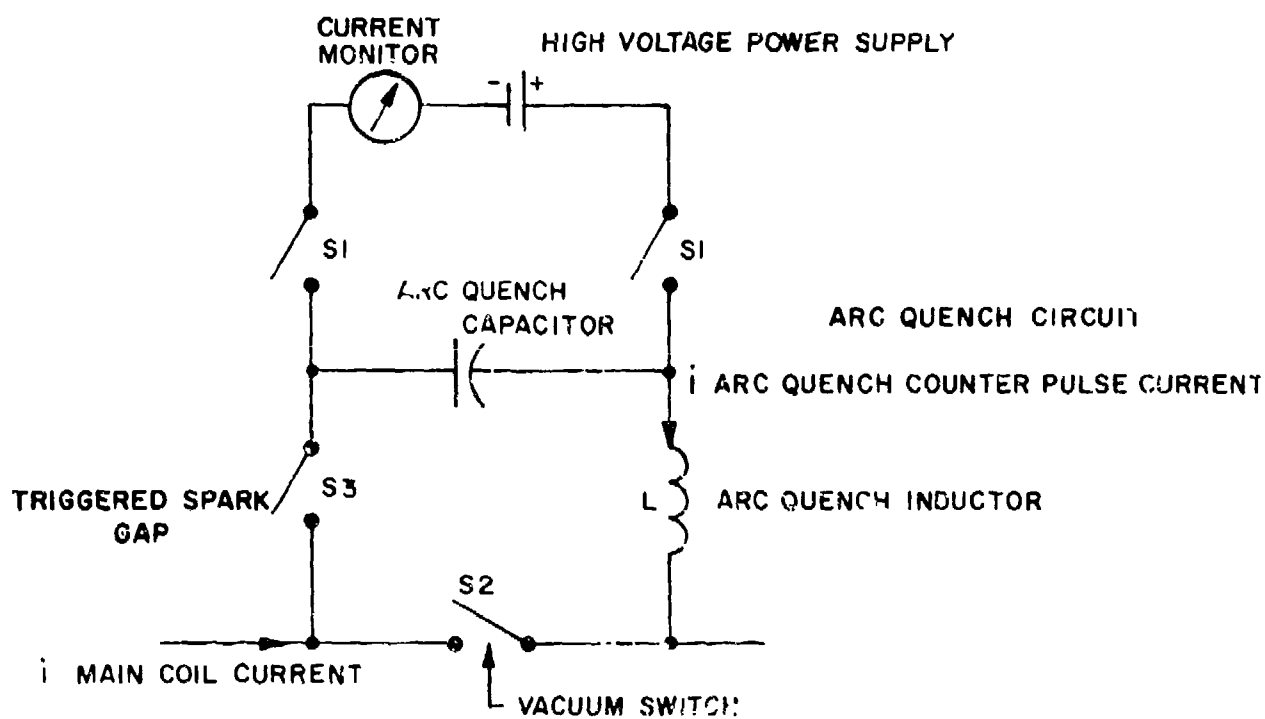 CURRENT
MONITOR
HIGH VOLTAGE POWER SUPPLY
- +
S1
S1
ARC QUENCH
CAPACITOR
ARC QUENCH CIRCUIT
i ARC QUENCH COUNTER PULSE CURRENT
TRIGGERED SPARK
GAP
S3
L
ARC QUENCH INDUCTOR
S2
i MAIN COIL CURRENT
VACUUM SWITCH